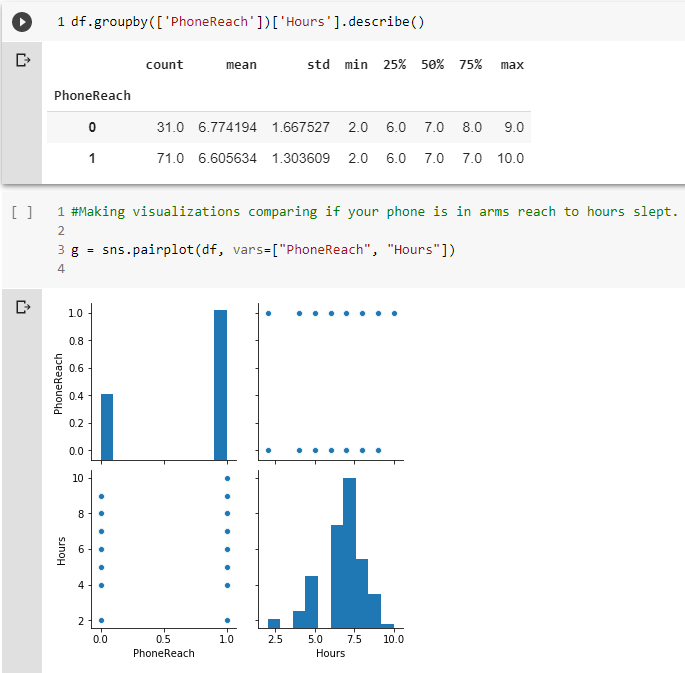 1 df.groupby(['PhoneReach'])['Hours'].describe()
count mean std min 25% 50% 75% max
PhoneReach
0 31.0 6.774194 1.667527 2.0 6.0 7.0 8.0 9.0
1 71.0 6.605634 1.303609 2.0 6.0 7.0 7.0 10.0
[ ] 1 #Making visualizations comparing if your phone is in arms reach to hours slept.
2
3 g = sns.pairplot(df, vars=["PhoneReach", "Hours"])
4
1.0
0.8
0.6
0.4
0.2
0.0
PhoneReach
10
8
6
4
2
Hours
0.0 0.5 1.0
PhoneReach
2.5 5.0 7.5 10.0
Hours